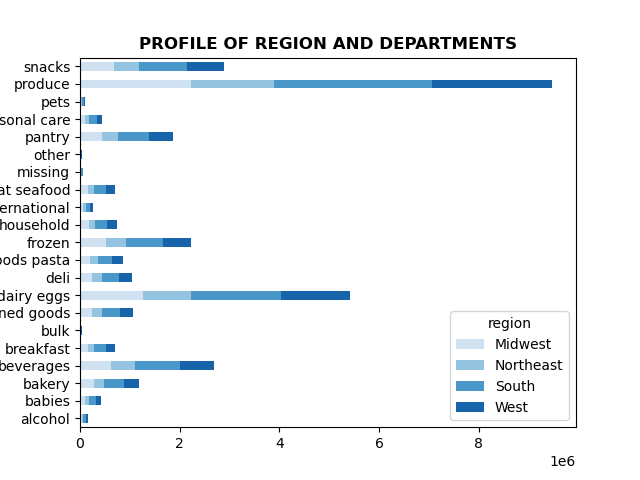 PROFILE OF REGION AND DEPARTMENTS
snacks
produce
pets
sonal care
pantry
other
missing
at seafood
ernational
household
frozen
oods pasta
deli
dairy eggs
ned goods
bulk
breakfast
beverages
bakery
babies
alcohol
region
Midwest
Northeast
South
West
0 2 4 6 8
1e6